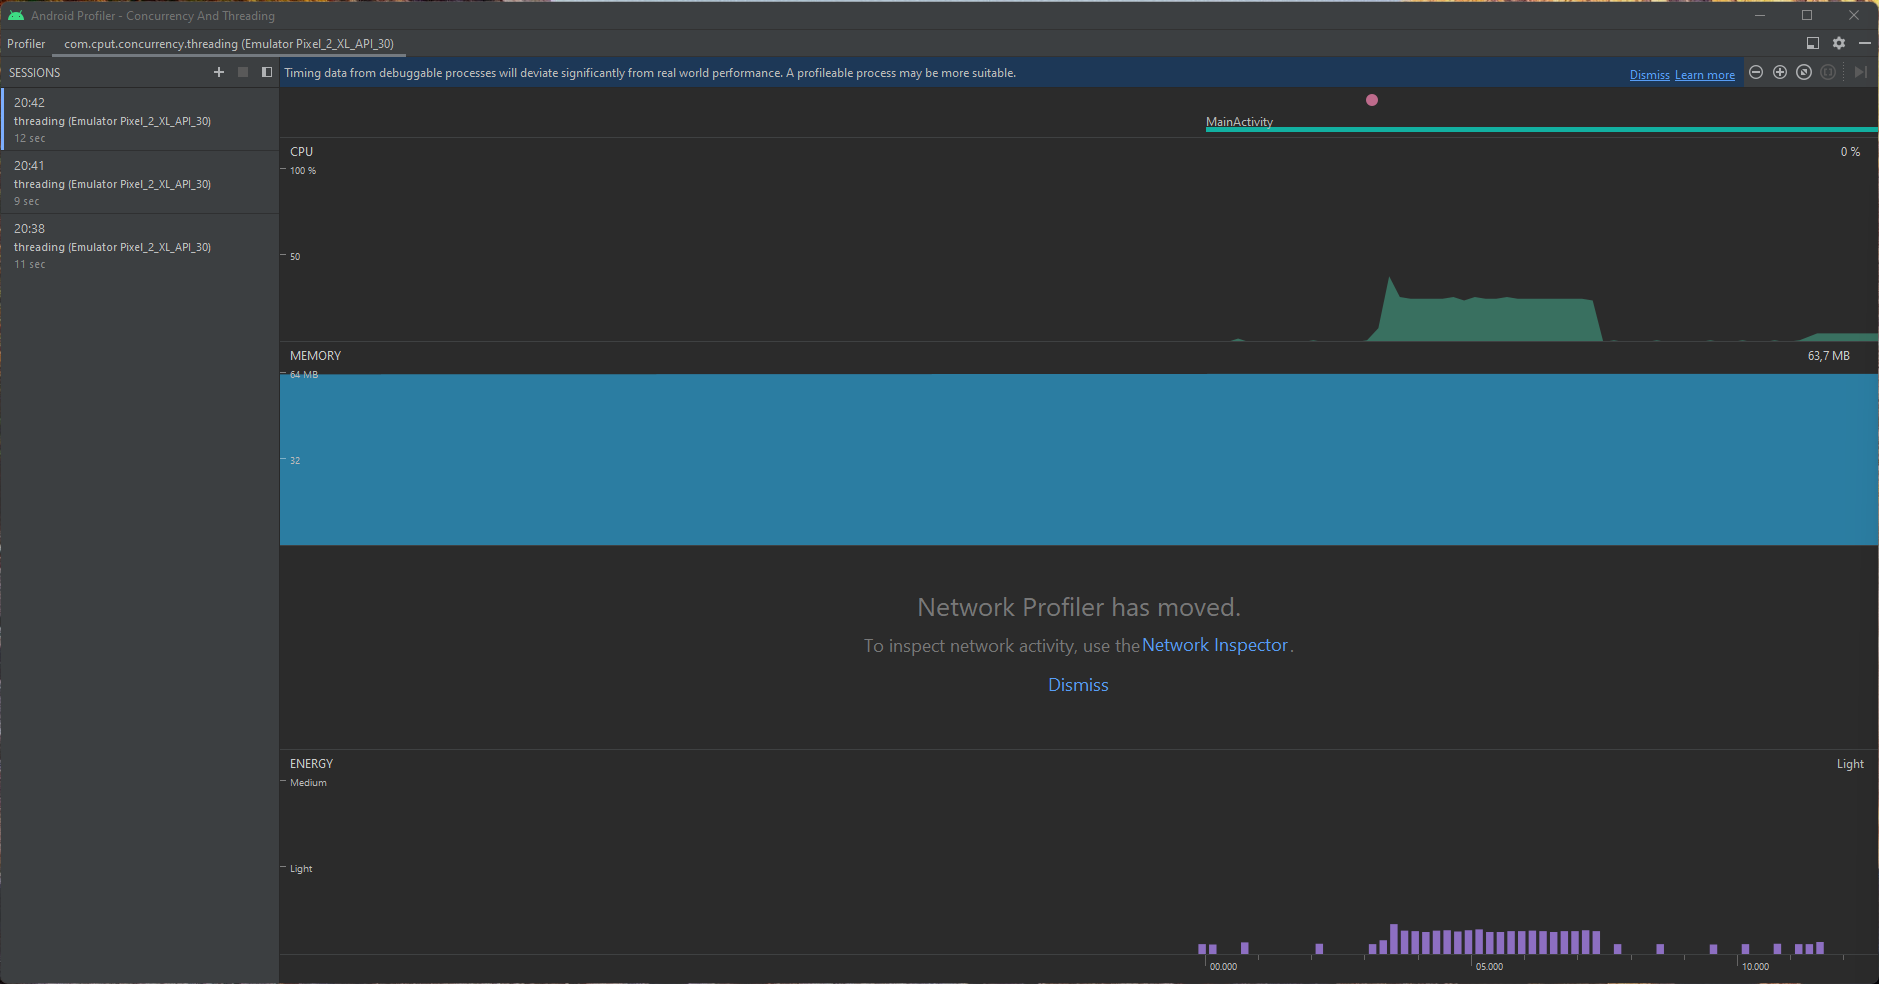 Android Profiler - Concurrency And Threading
Profiler com.cput.concurrency.threading (Emulator Pixel_2_XL_API_30)
SESSIONS
Timing data from debuggable processes will deviate significantly from real world performance. A profileable process may be more suitable.
Dismiss Learn more
20:42
threading (Emulator Pixel_2_XL_API_30)
12 sec
20:41
threading (Emulator Pixel_2_XL_API_30)
9 sec
20:38
threading (Emulator Pixel_2_XL_API_30)
11 sec
MainActivity
CPU 0 %
100 %
50
MEMORY 63,7 MB
64 MB
32
Network Profiler has moved.
To inspect network activity, use the Network Inspector.
Dismiss
ENERGY Light
Medium
Light
00.000 05.000 10.000